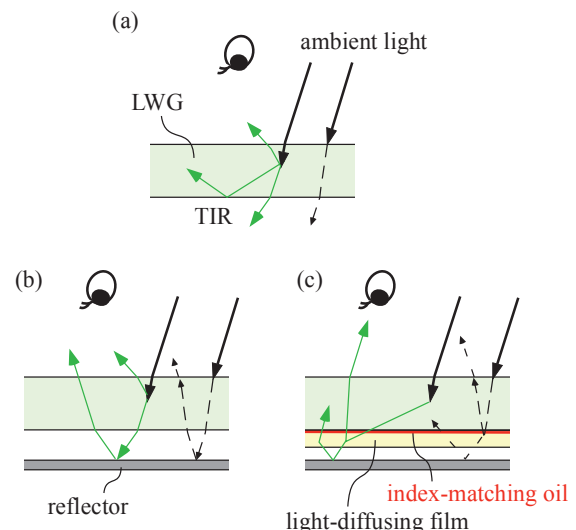 (a)
ambient light
LWG
TIR
(b)
(c)
reflector
index-matching oil
light-diffusing film